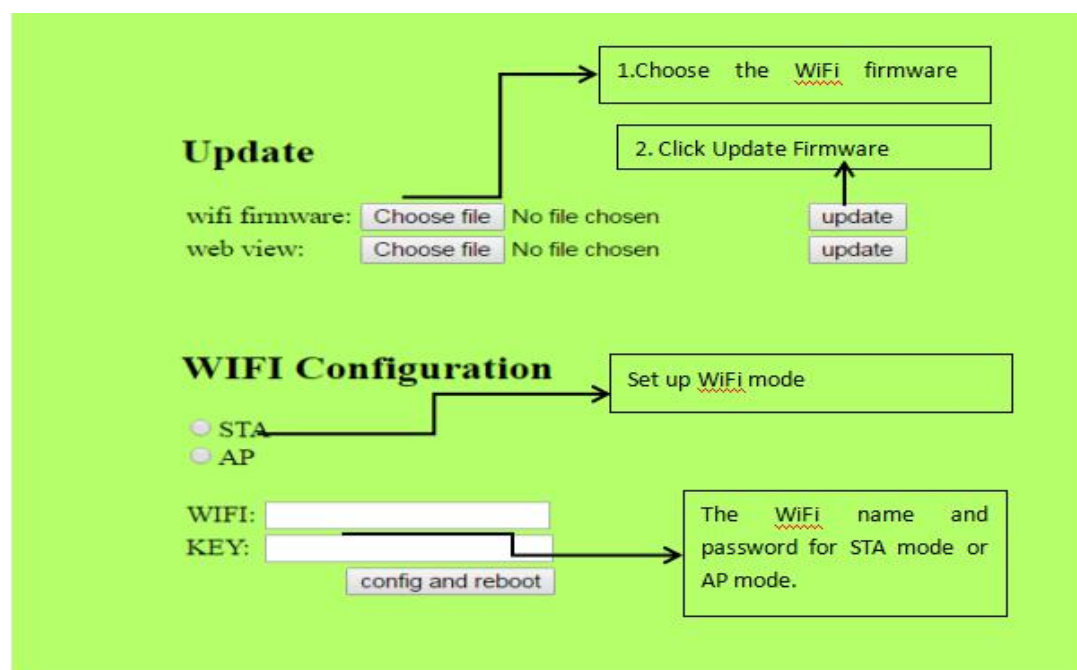 1.Choose the WiFi firmware
Update
2. Click Update Firmware
wifi firmware: Choose file No file chosen update
web view: Choose file No file chosen update
WIFI Configuration
Set up WiFi mode
STA
AP
WIFI:
KEY:
The WiFi name and
password for STA mode or
AP mode.
config and reboot